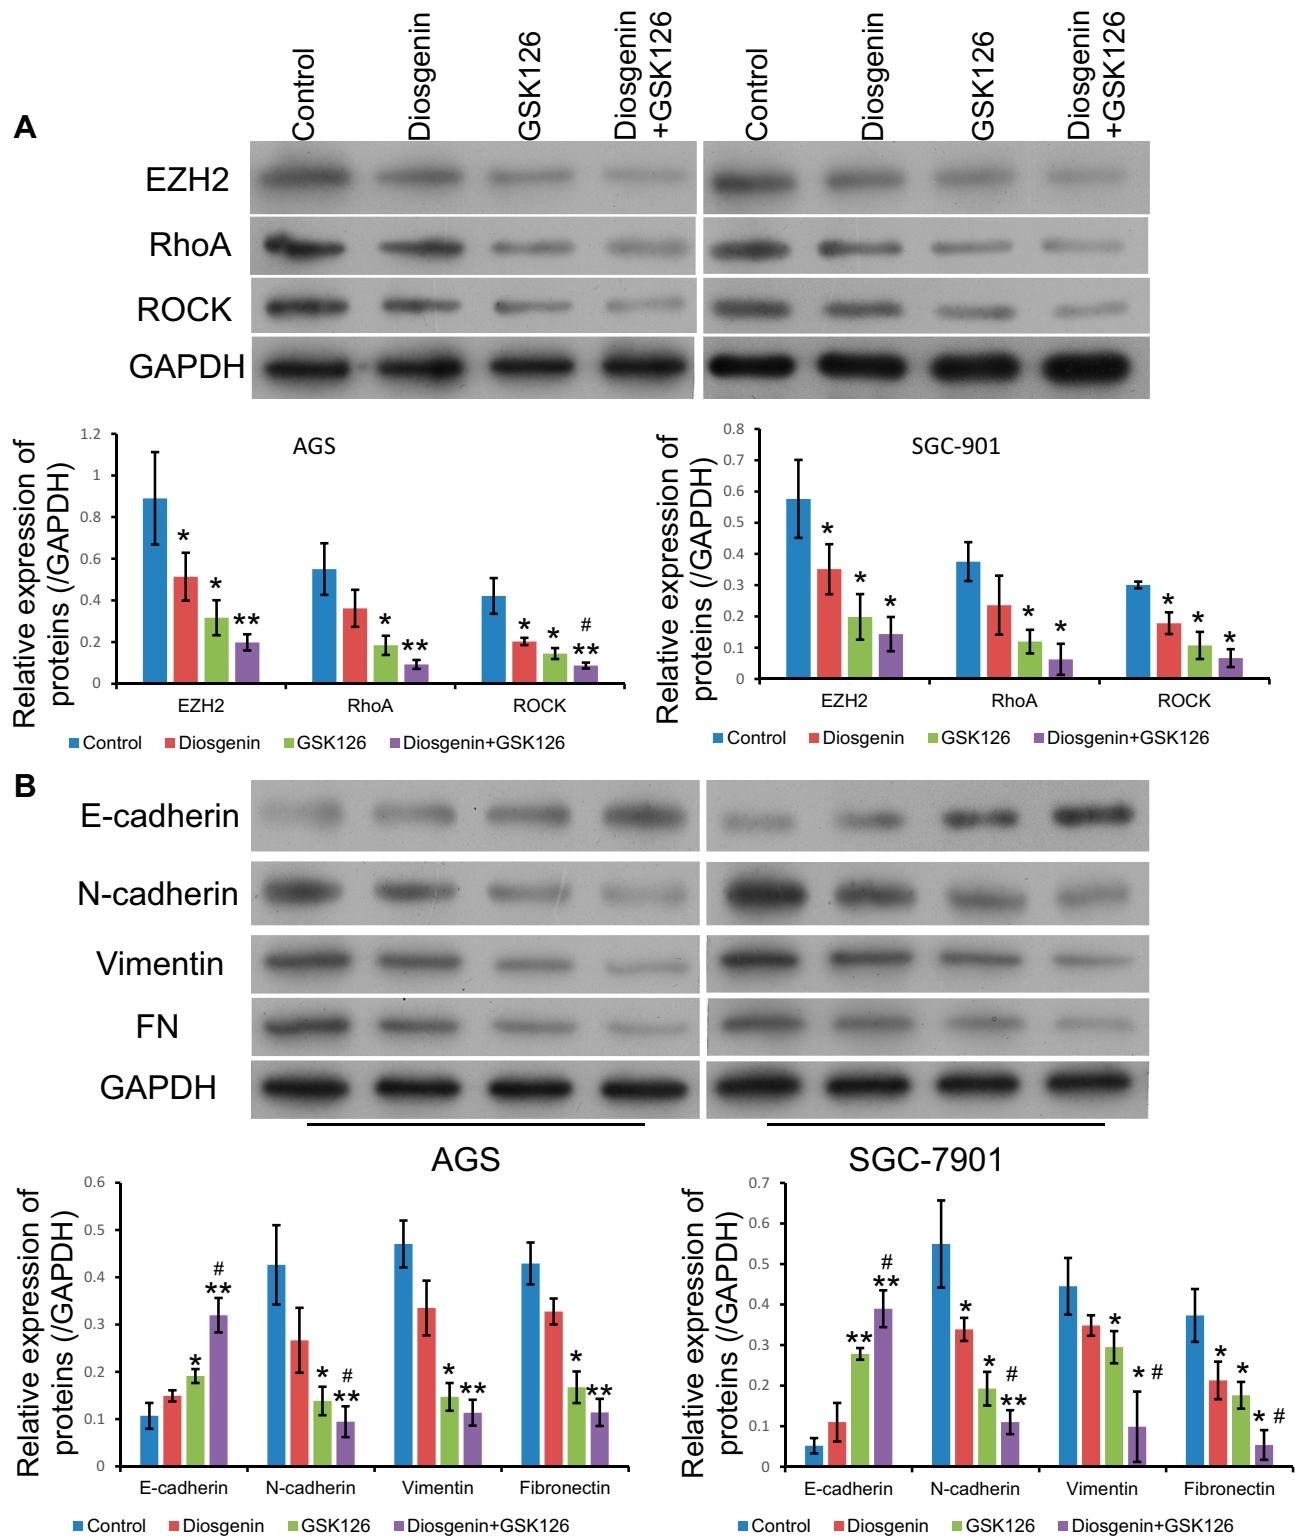 Control
Diosgenin
GSK126
Diosgenin
+GSK126
Control
Diosgenin
GSK126
Diosgenin
+GSK126
A
EZH2
RhoA
ROCK
GAPDH
Relative expression of
proteins (/GAPDH)
AGS
1.2
1
0.8
0.6
0.4
0.2
0
*
*
**
*
**
*
*
#
**
EZH2 RhoA ROCK
Control Diosgenin GSK126 Diosgenin+GSK126
Relative expression of
proteins (/GAPDH)
SGC-901
0.8
0.7
0.6
0.5
0.4
0.3
0.2
0.1
0
*
*
*
*
*
*
*
*
EZH2 RhoA ROCK
Control Diosgenin GSK126 Diosgenin+GSK126
B
E-cadherin
N-cadherin
Vimentin
FN
GAPDH
AGS
SGC-7901
Relative expression of
proteins (/GAPDH)
0.6
0.5
0.4
0.3
0.2
0.1
0
*
#
**
*
#
**
*
**
*
**
E-cadherin N-cadherin Vimentin Fibronectin
Control Diosgenin GSK126 Diosgenin+GSK126
Relative expression of
proteins (/GAPDH)
0.7
0.6
0.5
0.4
0.3
0.2
0.1
0
**
#
**
*
*
#
**
*
* #
*
*
* #
E-cadherin N-cadherin Vimentin Fibronectin
Control Diosgenin GSK126 Diosgenin+GSK126